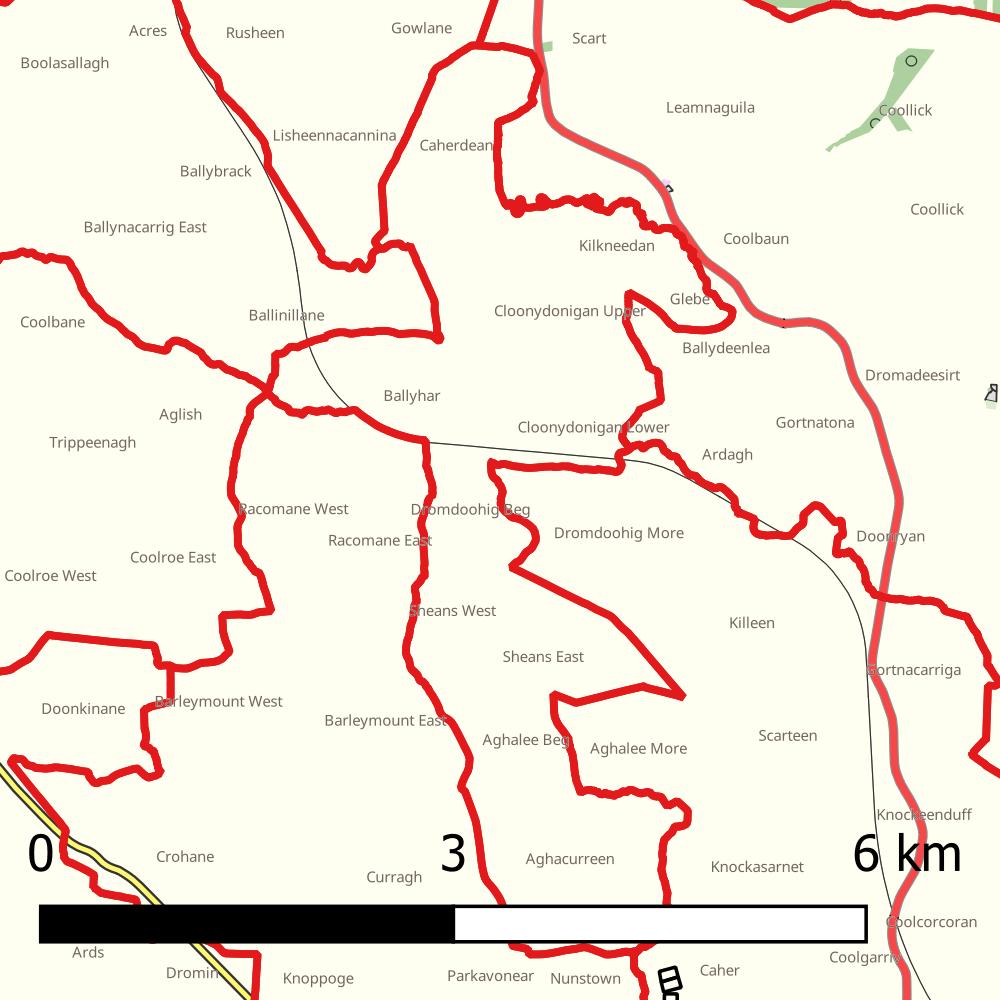 Acres
Rusheen
Gowlane
Scart
Boolasallagh
Leamnaguila
Coollick
Lisheennacannina
Caherdean
Ballybrack
Coollick
Ballynacarrig East
Coolbaun
Kilkneedan
Glebe
Cloonydonigan Upper
Ballinillane
Coolbane
Ballydeenlea
Dromadeesirt
Ballyhar
Aglish
Gortnatona
Cloonydonigan Lower
Trippeenagh
Ardagh
Racomane West
Dromdoohig Beg
Dromdoohig More
Doonryan
Racomane East
Coolroe East
Coolroe West
Sheans West
Killeen
Sheans East
Gortnacarriga
Barleymount West
Doonkinane
Barleymount East
Scarteen
Aghalee Beg
Aghalee More
Knockeenduff
0 3 6 km
Crohane
Aghacurreen
Knockasarnet
Curragh
Coolcorcoran
Ards
Coolgarriv
Dromin
Knoppoge
Parkavonear
Nunstown
Caher